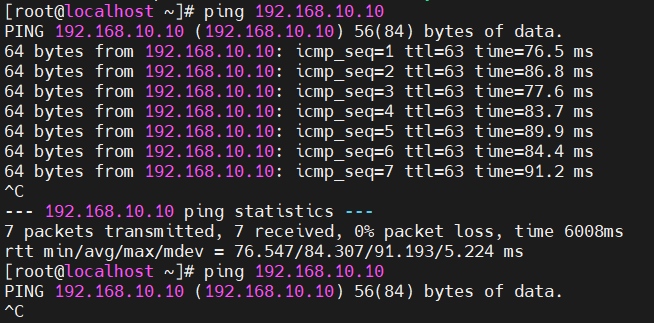 [root@localhost ~]# ping 192.168.10.10
PING 192.168.10.10 (192.168.10.10) 56(84) bytes of data.
64 bytes from 192.168.10.10: icmp_seq=1 ttl=63 time=76.5 ms
64 bytes from 192.168.10.10: icmp_seq=2 ttl=63 time=86.8 ms
64 bytes from 192.168.10.10: icmp_seq=3 ttl=63 time=77.6 ms
64 bytes from 192.168.10.10: icmp_seq=4 ttl=63 time=83.7 ms
64 bytes from 192.168.10.10: icmp_seq=5 ttl=63 time=89.9 ms
64 bytes from 192.168.10.10: icmp_seq=6 ttl=63 time=84.4 ms
64 bytes from 192.168.10.10: icmp_seq=7 ttl=63 time=91.2 ms
^C
--- 192.168.10.10 ping statistics ---
7 packets transmitted, 7 received, 0% packet loss, time 6008ms
rtt min/avg/max/mdev = 76.547/84.307/91.193/5.224 ms
[root@localhost ~]# ping 192.168.10.10
PING 192.168.10.10 (192.168.10.10) 56(84) bytes of data.
^C